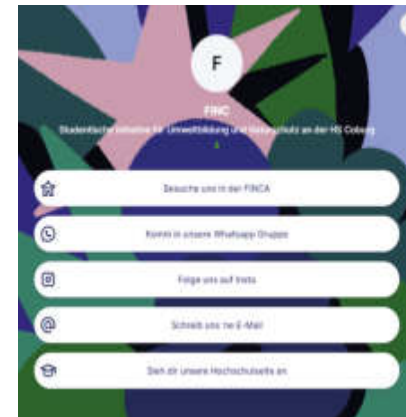 F
FINC
Studentische Initiative für Umweltbildung und Naturschutz an der HS Coburg
Besuche uns in der FINCA
Komm in unsere Whatsapp Gruppe
Folge uns auf Insta
Schreib uns 'ne E-Mail
Sieh dir unsere Hochschulseite an